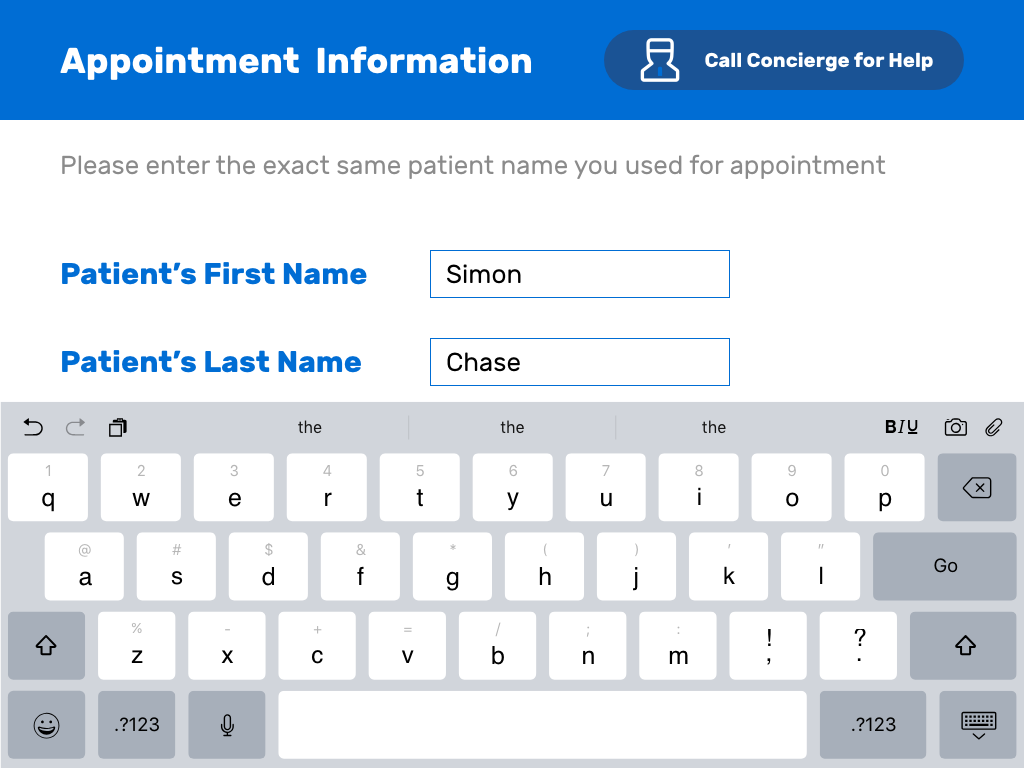 Appointment Information
Call Concierge for Help
Please enter the exact same patient name you used for appointment
Patient’s First Name
Simon
Patient’s Last Name
Chase
the the the BIU
1 2 3 4 5 6 7 8 9 0
q w e r t y u i o p
@ # $ & * ( ) ' "
a s d f g h j k l Go
% - + = / ; : ! ?
z x c v b n m , .
.?123 .?123